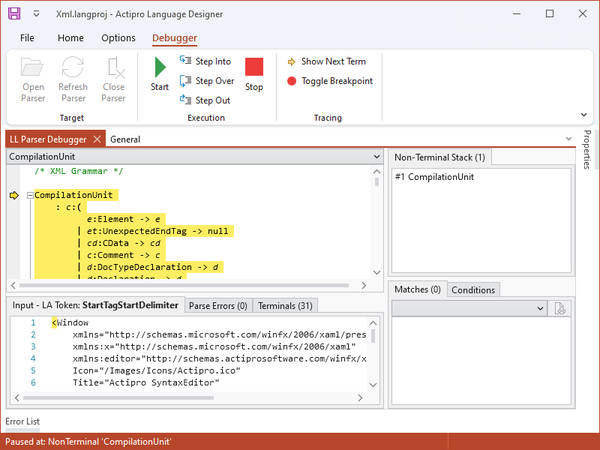 Xml.langproj - Actipro Language Designer
File Home Options Debugger
Open Parser
Refresh Parser
Close Parser
Target
Start
Step Into
Step Over
Step Out
Stop
Execution
Show Next Term
Toggle Breakpoint
Tracing
LL Parser Debugger General
CompilationUnit
/* XML Grammar */
CompilationUnit
: c:(
e:Element -> e
| et:UnexpectedEndTag -> null
| cd:CData -> cd
| c:Comment -> c
| d:DocTypeDeclaration -> d
| d:Declaration -> d
Non-Terminal Stack (1)
#1 CompilationUnit
Properties
Input - LA Token: StartTagStartDelimiter Parse Errors (0) Terminals (31)
1 <Window
2 xmlns="http://schemas.microsoft.com/winfx/2006/xaml/pres
3 xmlns:x="http://schemas.microsoft.com/winfx/2006/xaml"
4 xmlns:editor="http://schemas.actiprosoftware.com/winfx/x
5 Icon="/Images/Icons/Actipro.ico"
6 Title="Actipro SyntaxEditor"
Matches (0) Conditions
Error List
Paused at: NonTerminal 'CompilationUnit'